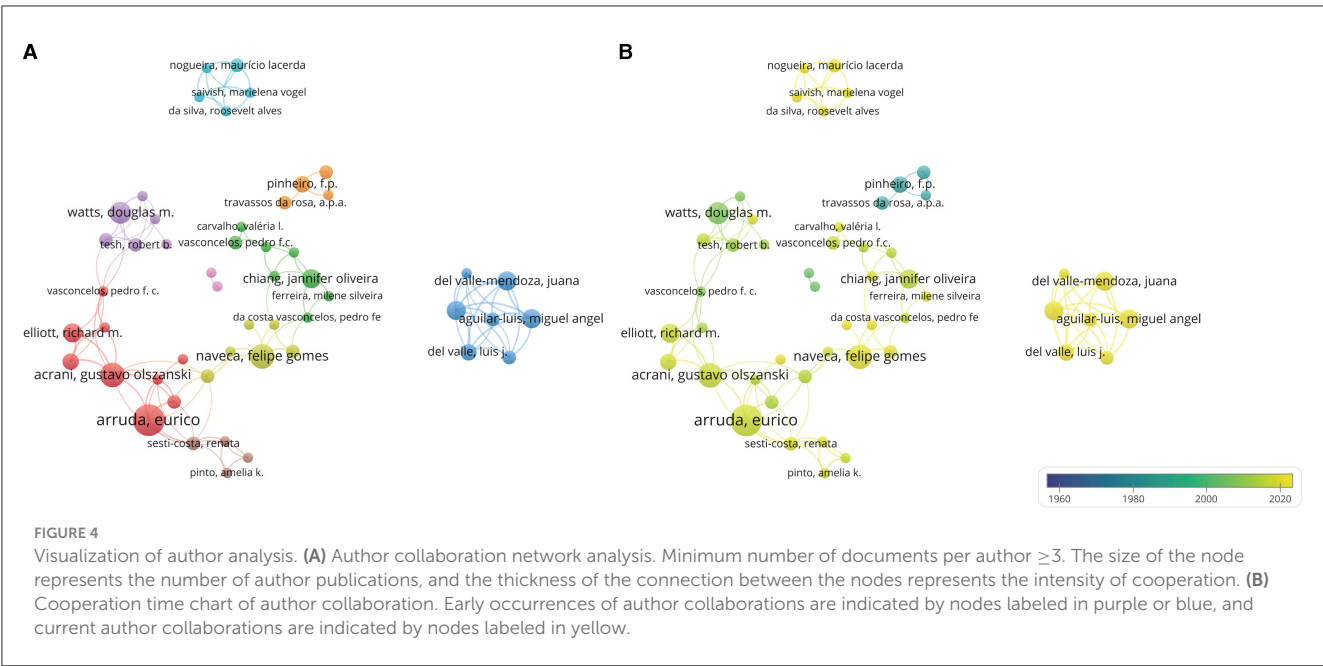 A
nogueira, maurício lacerda
saivish, marielena vogel
da silva, roosevelt alves
pinheiro, f.p.
travassos da rosa, a.p.a.
watts, douglas m.
carvalho, valéria l.
tesh, robert b.
vasconcelos, pedro f.c.
chiang, jannifer oliveira
vasconcelos, pedro f. c.
ferreira, milene silveira
da costa vasconcelos, pedro fe
elliott, richard m.
naveca, felipe gomes
acrani, gustavo olszanski
arruda, eurico
sesti-costa, renata
pinto, amelia k.
del valle-mendoza, juana
aguilar-luis, miguel angel
del valle, luis j.
B
nogueira, maurício lacerda
saivish, marielena vogel
da silva, roosevelt alves
pinheiro, f.p.
travassos da rosa, a.p.a.
watts, douglas m.
carvalho, valéria l.
tesh, robert b.
vasconcelos, pedro f.c.
chiang, jannifer oliveira
vasconcelos, pedro f. c.
ferreira, milene silveira
da costa vasconcelos, pedro fe
elliott, richard m.
naveca, felipe gomes
acrani, gustavo olszanski
arruda, eurico
sesti-costa, renata
pinto, amelia k.
del valle-mendoza, juana
aguilar-luis, miguel angel
del valle, luis j.
1960 1980 2000 2020
FIGURE 4
Visualization of author analysis. (A) Author collaboration network analysis. Minimum number of documents per author ≥3. The size of the node
represents the number of author publications, and the thickness of the connection between the nodes represents the intensity of cooperation. (B)
Cooperation time chart of author collaboration. Early occurrences of author collaborations are indicated by nodes labeled in purple or blue, and
current author collaborations are indicated by nodes labeled in yellow.